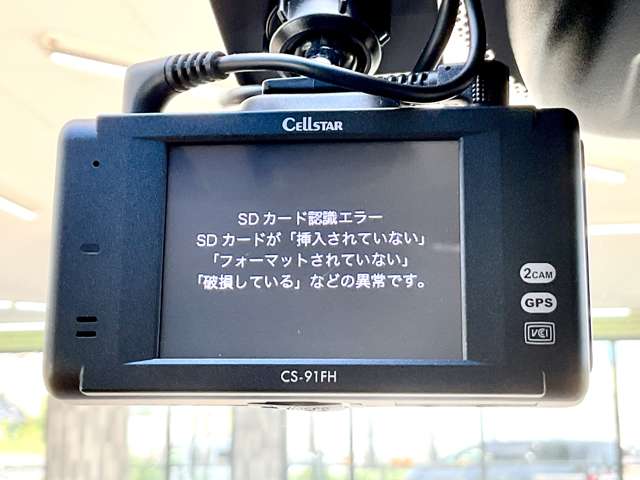 CELLSTAR
SDカード認識エラー
SDカードが「挿入されていない」
「フォーマットされていない」
「破損している」などの異常です。
2CAM
GPS
VCCI
CS-91FH